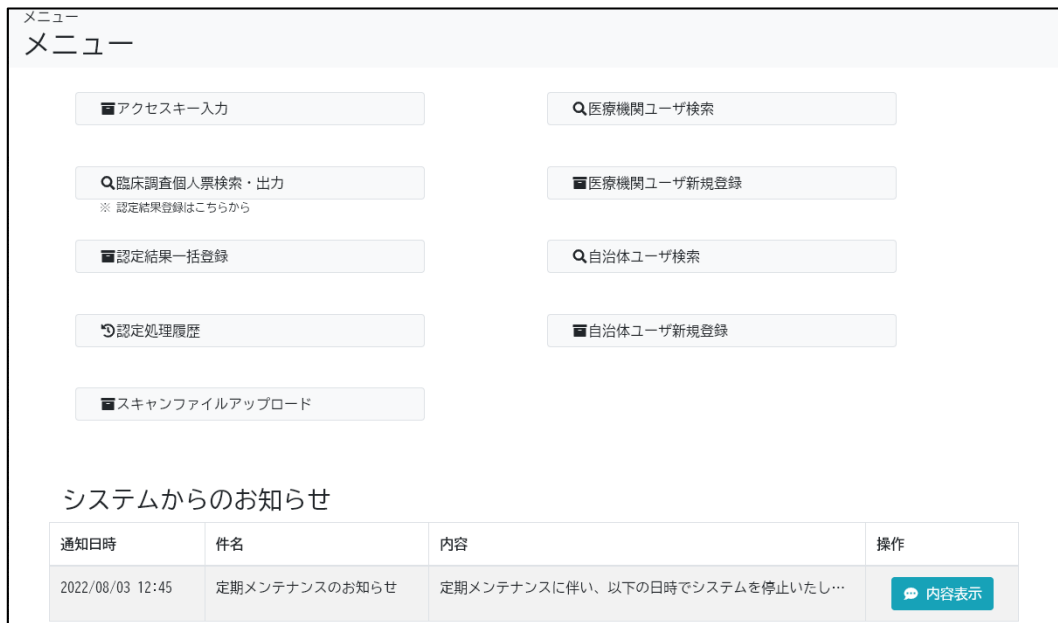 メニュー
メニュー
アクセスキー入力
医療機関ユーザ検索
臨床調査個人票検索・出力
※ 認定結果登録はこちらから
医療機関ユーザ新規登録
認定結果一括登録
自治体ユーザ検索
認定処理履歴
自治体ユーザ新規登録
スキャンファイルアップロード
システムからのお知らせ
通知日時 件名 内容 操作
2022/08/03 12:45 定期メンテナンスのお知らせ 定期メンテナンスに伴い、以下の日時でシステムを停止いたし… 内容表示